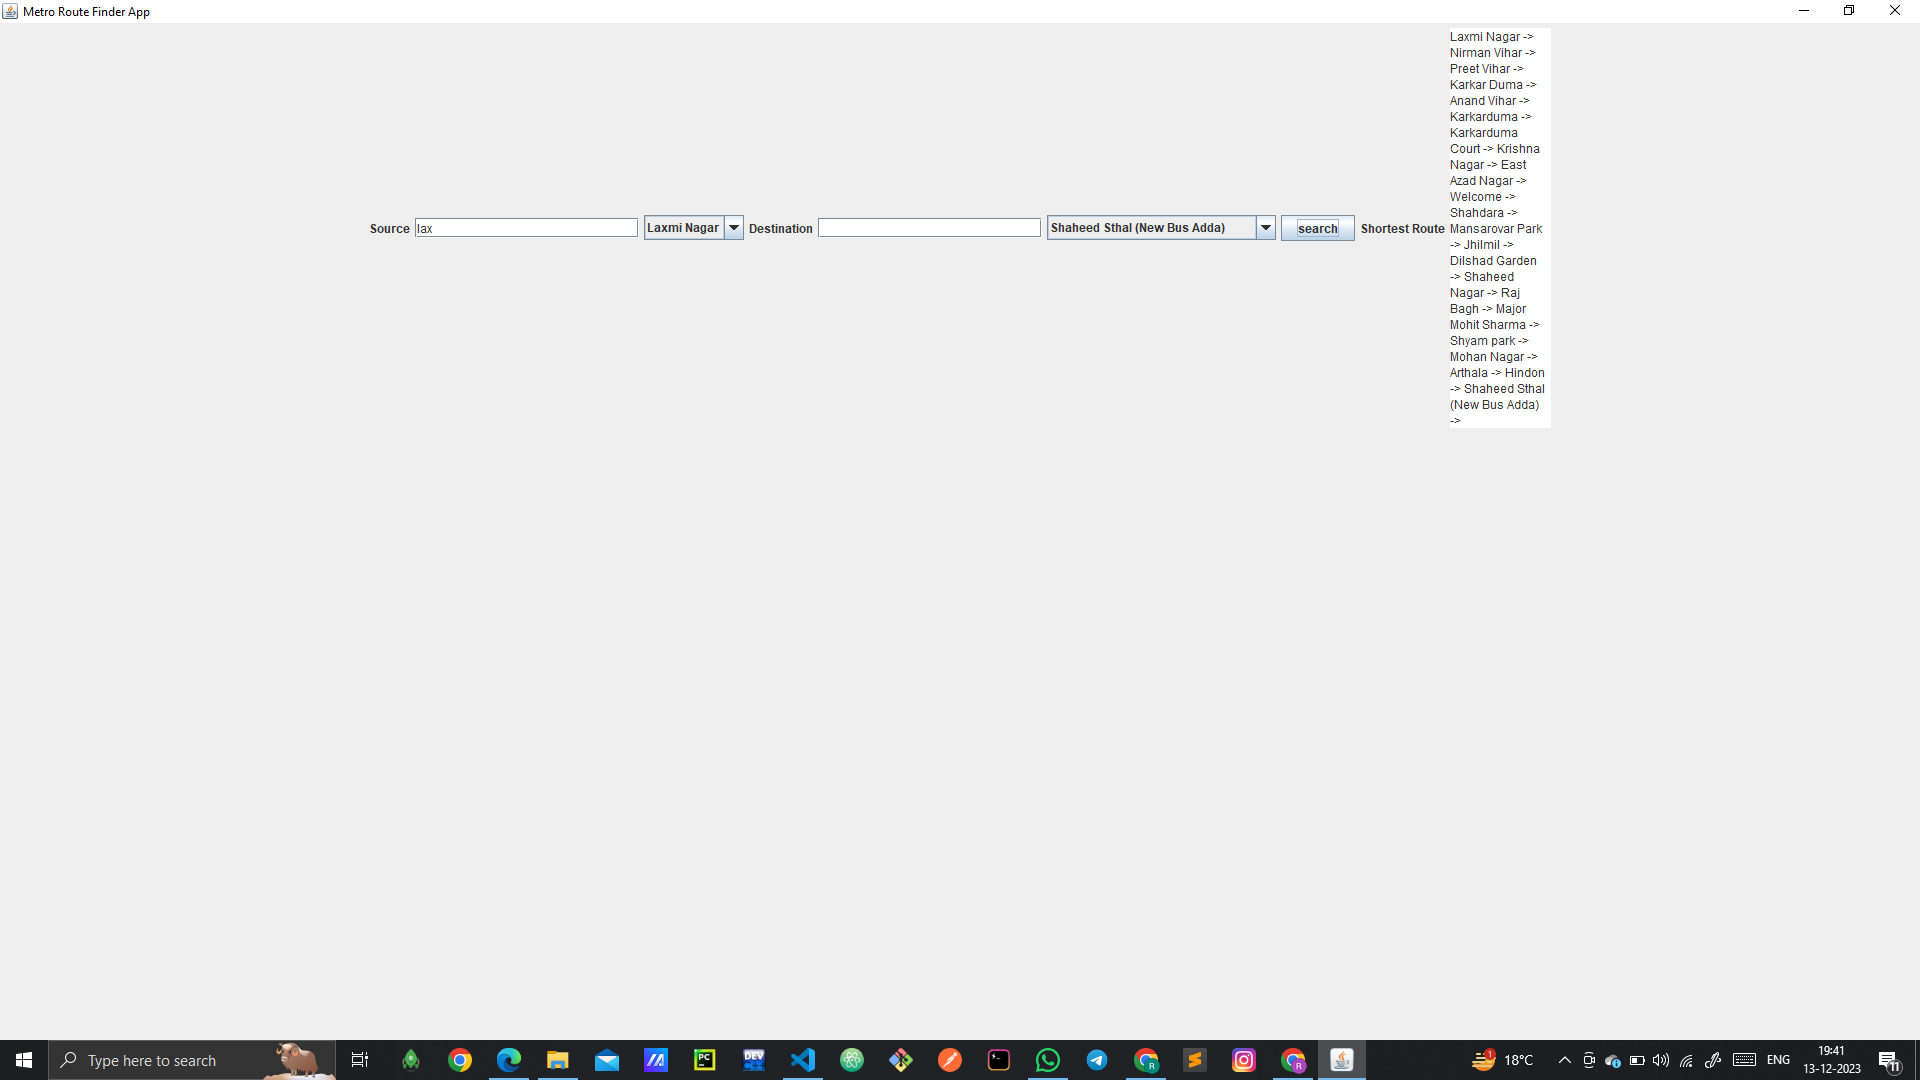 Metro Route Finder App
Source
lax
Laxmi Nagar
Destination
Shaheed Sthal (New Bus Adda)
search
Shortest Route
Laxmi Nagar ->
Nirman Vihar ->
Preet Vihar ->
Karkar Duma ->
Anand Vihar ->
Karkarduma ->
Karkarduma
Court -> Krishna
Nagar -> East
Azad Nagar ->
Welcome ->
Shahdara ->
Mansarovar Park
-> Jhilmil ->
Dilshad Garden
-> Shaheed
Nagar -> Raj
Bagh -> Major
Mohit Sharma ->
Shyam park ->
Mohan Nagar ->
Arthala -> Hindon
-> Shaheed Sthal
(New Bus Adda)
->
Type here to search
PC
DEV
R
R
1
18°C
ENG
19:41
13-12-2023
11